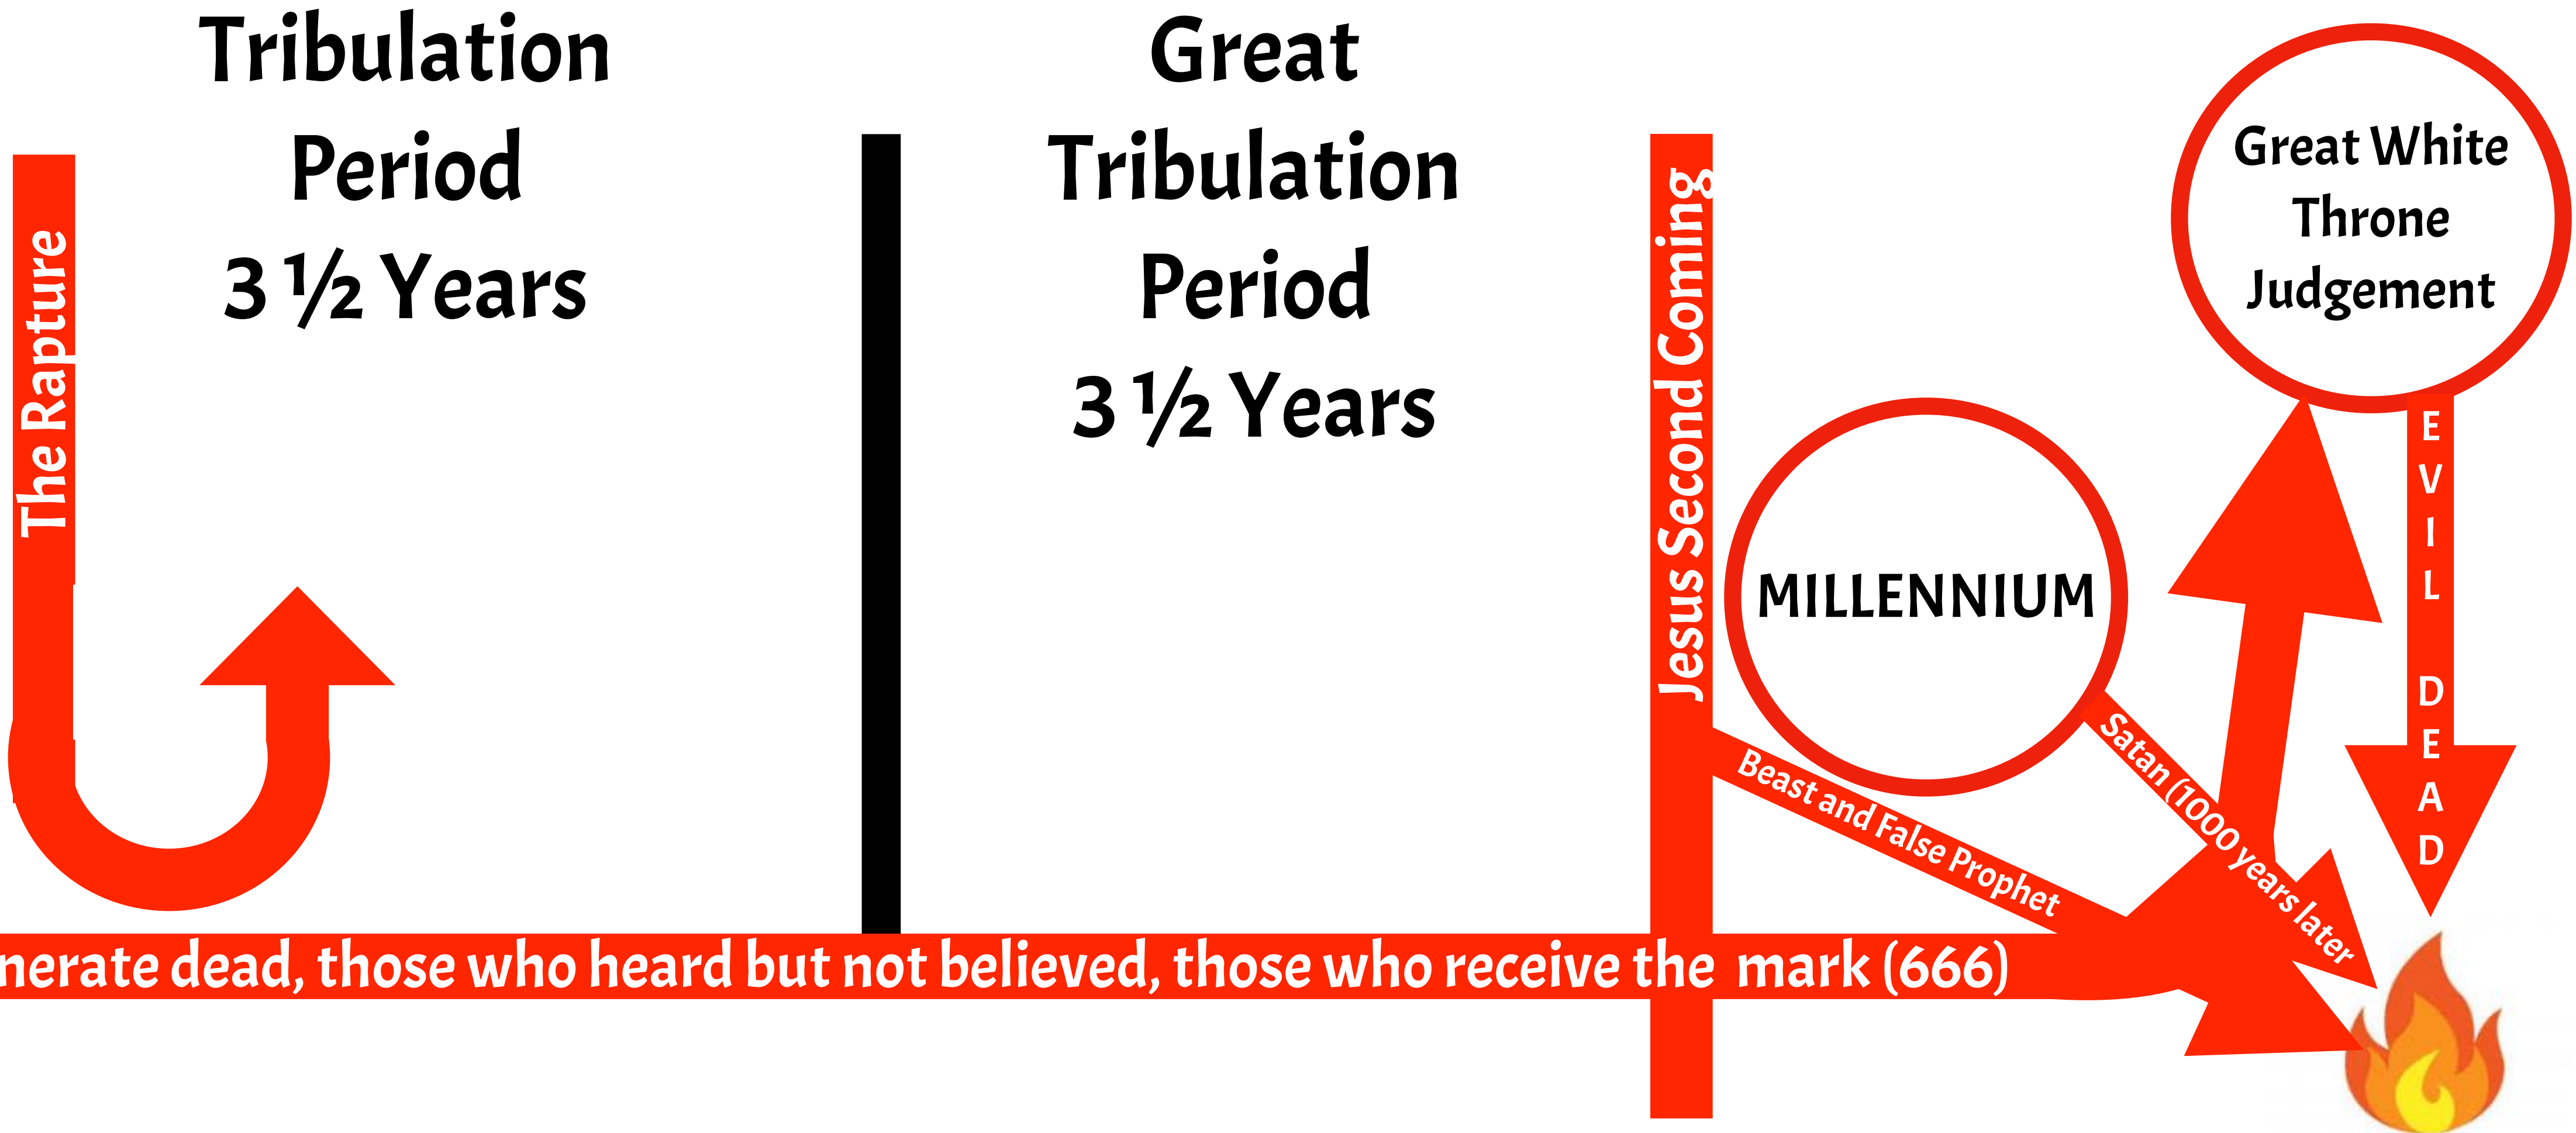 The Rapture
Tribulation
Period
3 ½ Years
Great
Tribulation
Period
3 ½ Years
Jesus Second Coming
MILLENNIUM
Great White
Throne
Judgement
EVIL DEAD
Satan (1000 years later
Beast and False Prophet
nerate dead, those who heard but not believed, those who receive the mark (666)